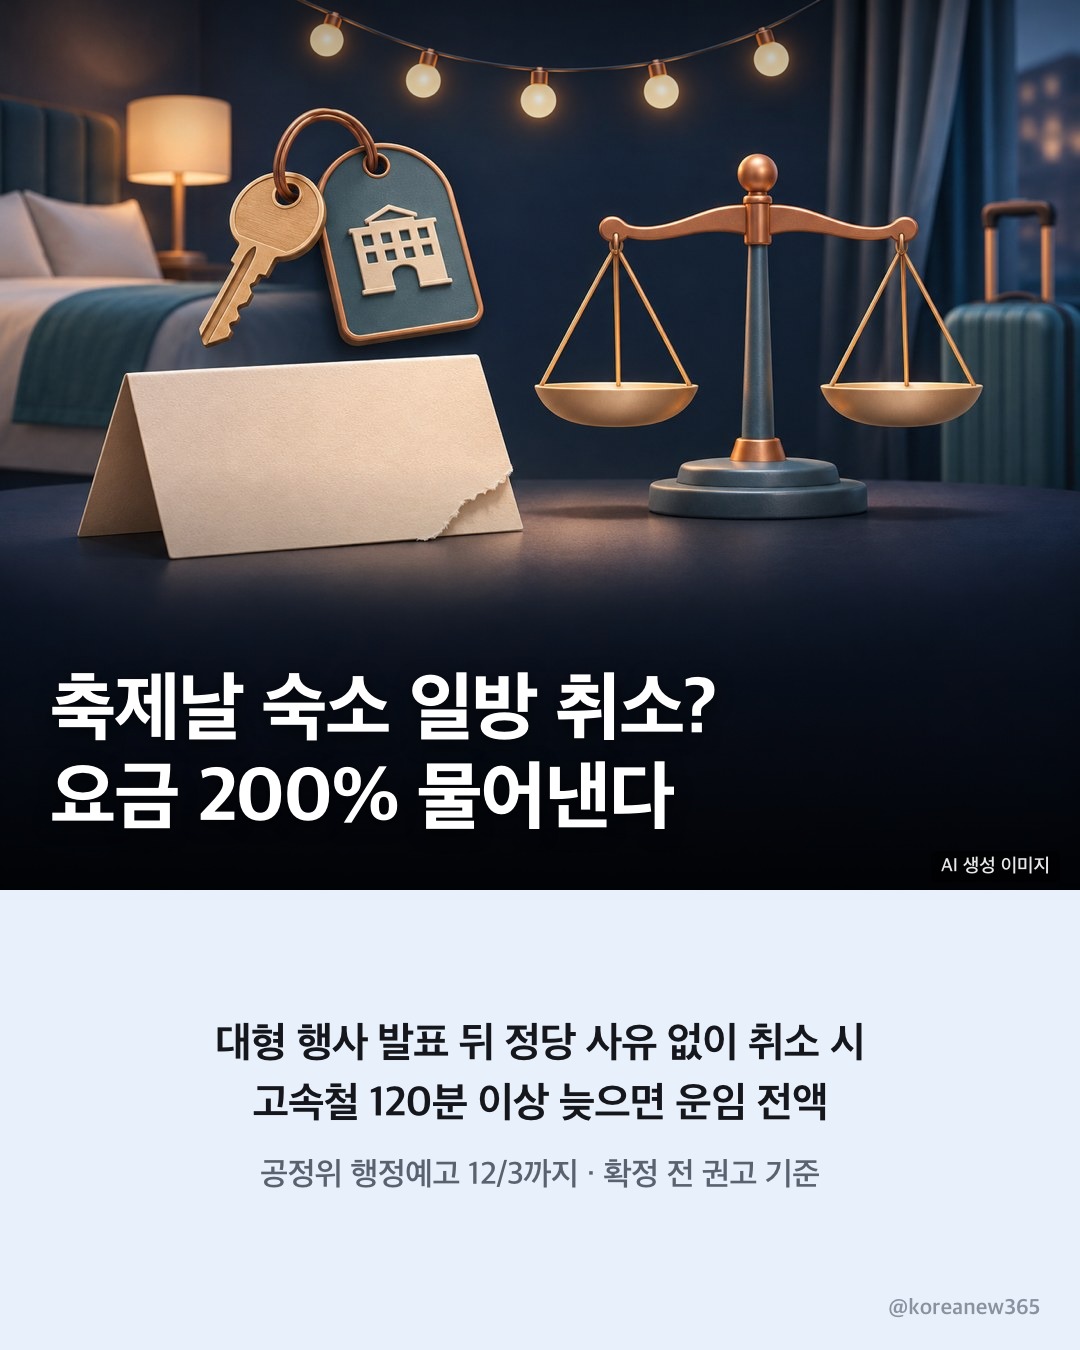 축제날 숙소 일방 취소?
요금 200% 물어낸다
AI 생성 이미지
대형 행사 발표 뒤 정당 사유 없이 취소 시
고속철 120분 이상 늦으면 운임 전액
공정위 행정예고 12/3까지 · 확정 전 권고 기준
@koreanew365